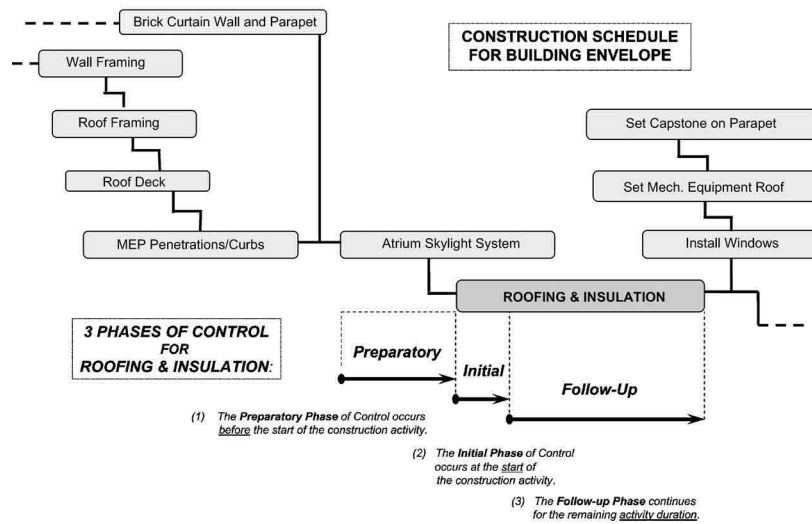 Brick Curtain Wall and Parapet
CONSTRUCTION SCHEDULE
FOR BUILDING ENVELOPE
Wall Framing
Roof Framing
Set Capstone on Parapet
Roof Deck
Set Mech. Equipment Roof
MEP Penetrations/Curbs
Atrium Skylight System
Install Windows
ROOFING & INSULATION
3 PHASES OF CONTROL
FOR
ROOFING & INSULATION:
Preparatory
Initial
Follow-Up
(1) The Preparatory Phase of Control occurs
before the start of the construction activity.
(2) The Initial Phase of Control
occurs at the start of
the construction activity.
(3) The Follow-up Phase continues
for the remaining activity duration.